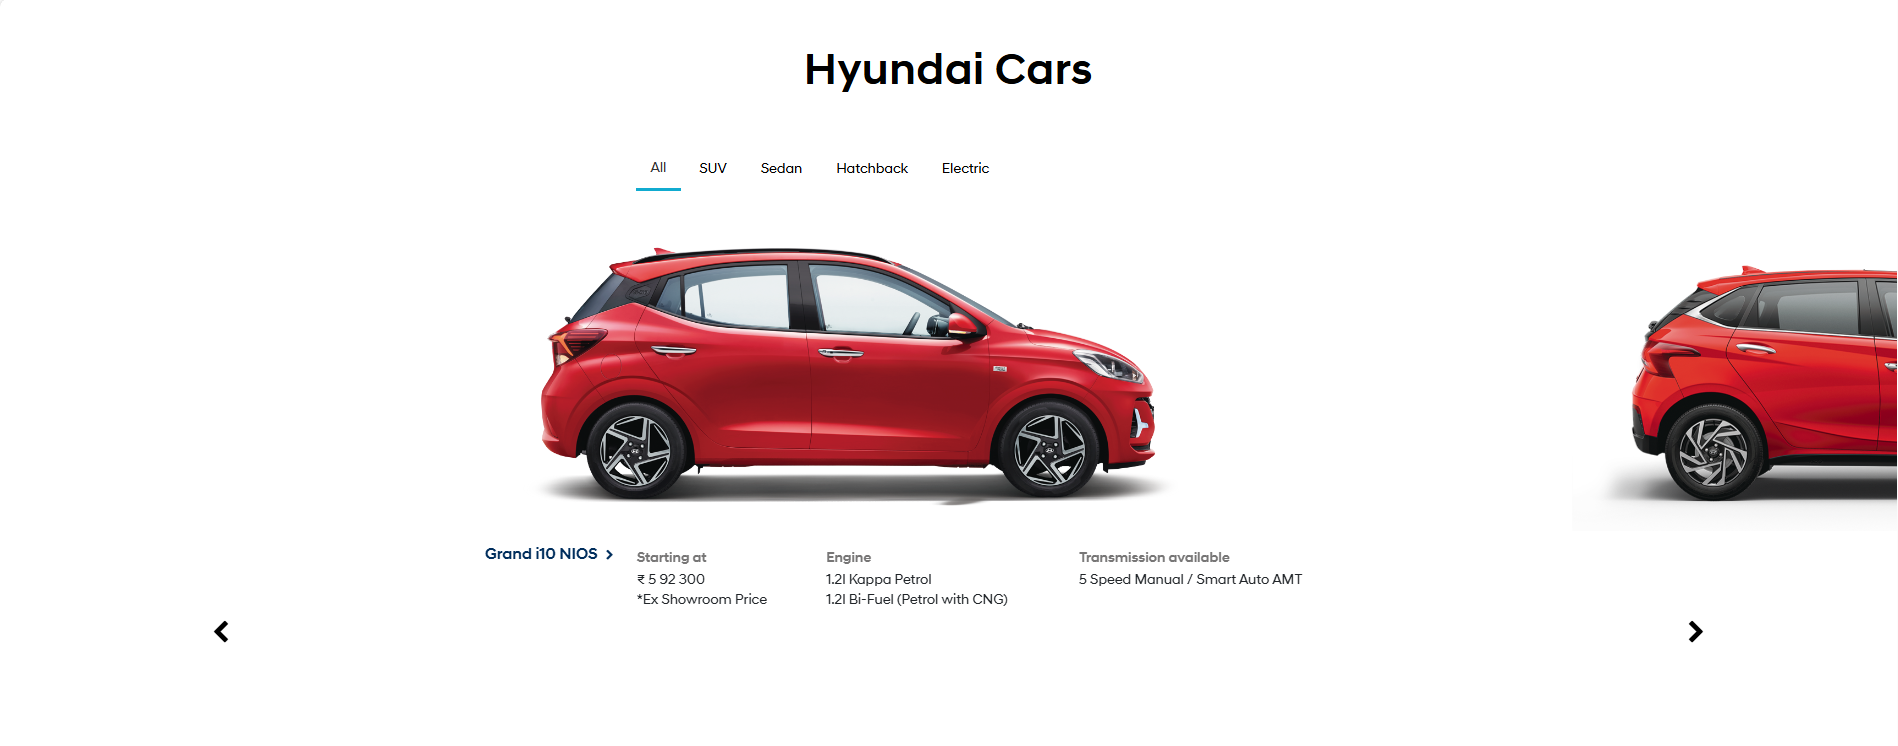 Hyundai Cars
All
SUV
Sedan
Hatchback
Electric
Grand i10 NIOS
Starting at
₹ 5 92 300
*Ex Showroom Price
Engine
1.2l Kappa Petrol
1.2l Bi-Fuel (Petrol with CNG)
Transmission available
5 Speed Manual / Smart Auto AMT